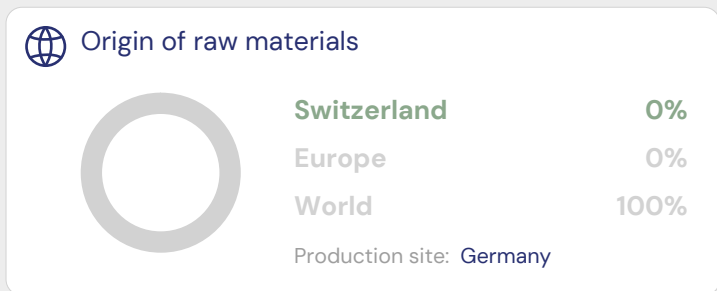 Origin of raw materials
Switzerland 0%
Europe 0%
World 100%
Production site: Germany